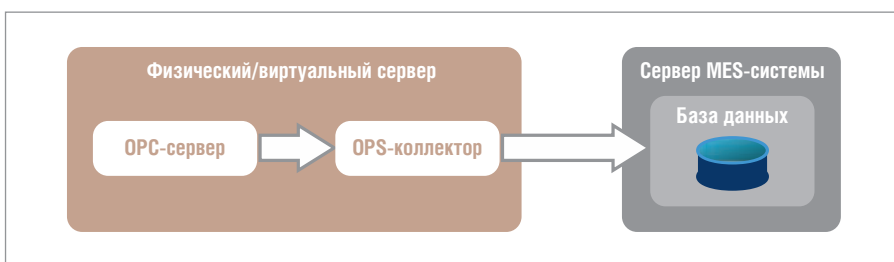 Физический/виртуальный сервер
OPC-сервер
OPS-коллектор
Сервер MES-системы
База данных